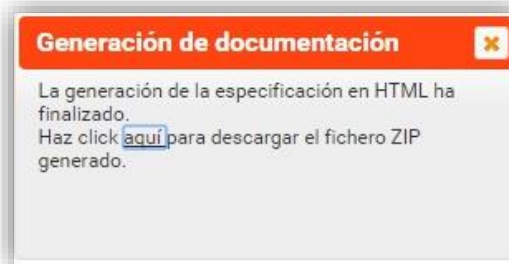 Generación de documentación
La generación de la especificación en HTML ha
finalizado.
Haz click aquí para descargar el fichero ZIP
generado.